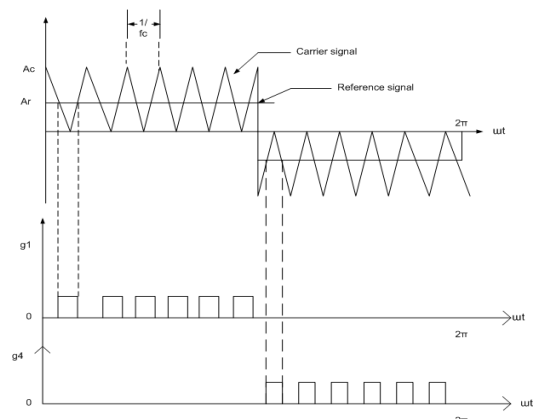 1/
fc
Ac
Carrier signal
Ar
Reference signal
2π
ωt
g1
0
ωt
2π
g4
0
ωt
2π